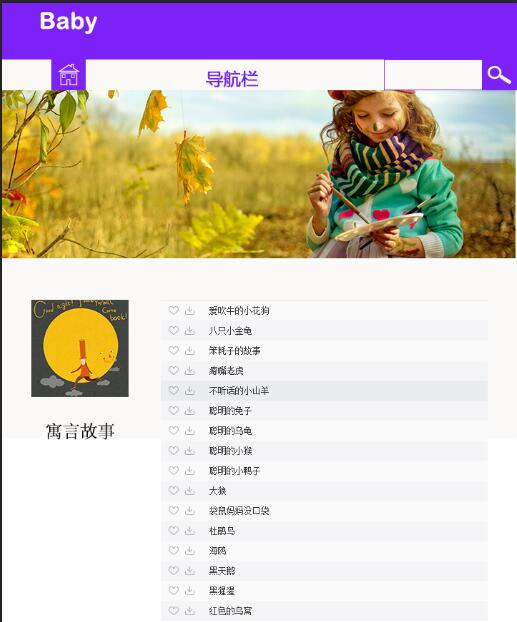 Baby
导航栏
Good night! Tomorrow
Come
back!
寓言故事
爱吹牛的小花狗
八只小金龟
笨耗子的故事
瘪嘴老虎
不听话的小山羊
聪明的兔子
聪明的乌龟
聪明的小猴
聪明的小鸭子
大狼
袋鼠妈妈没口袋
杜鹃鸟
海鸥
黑天鹅
黑猩猩
红色的鸟窝